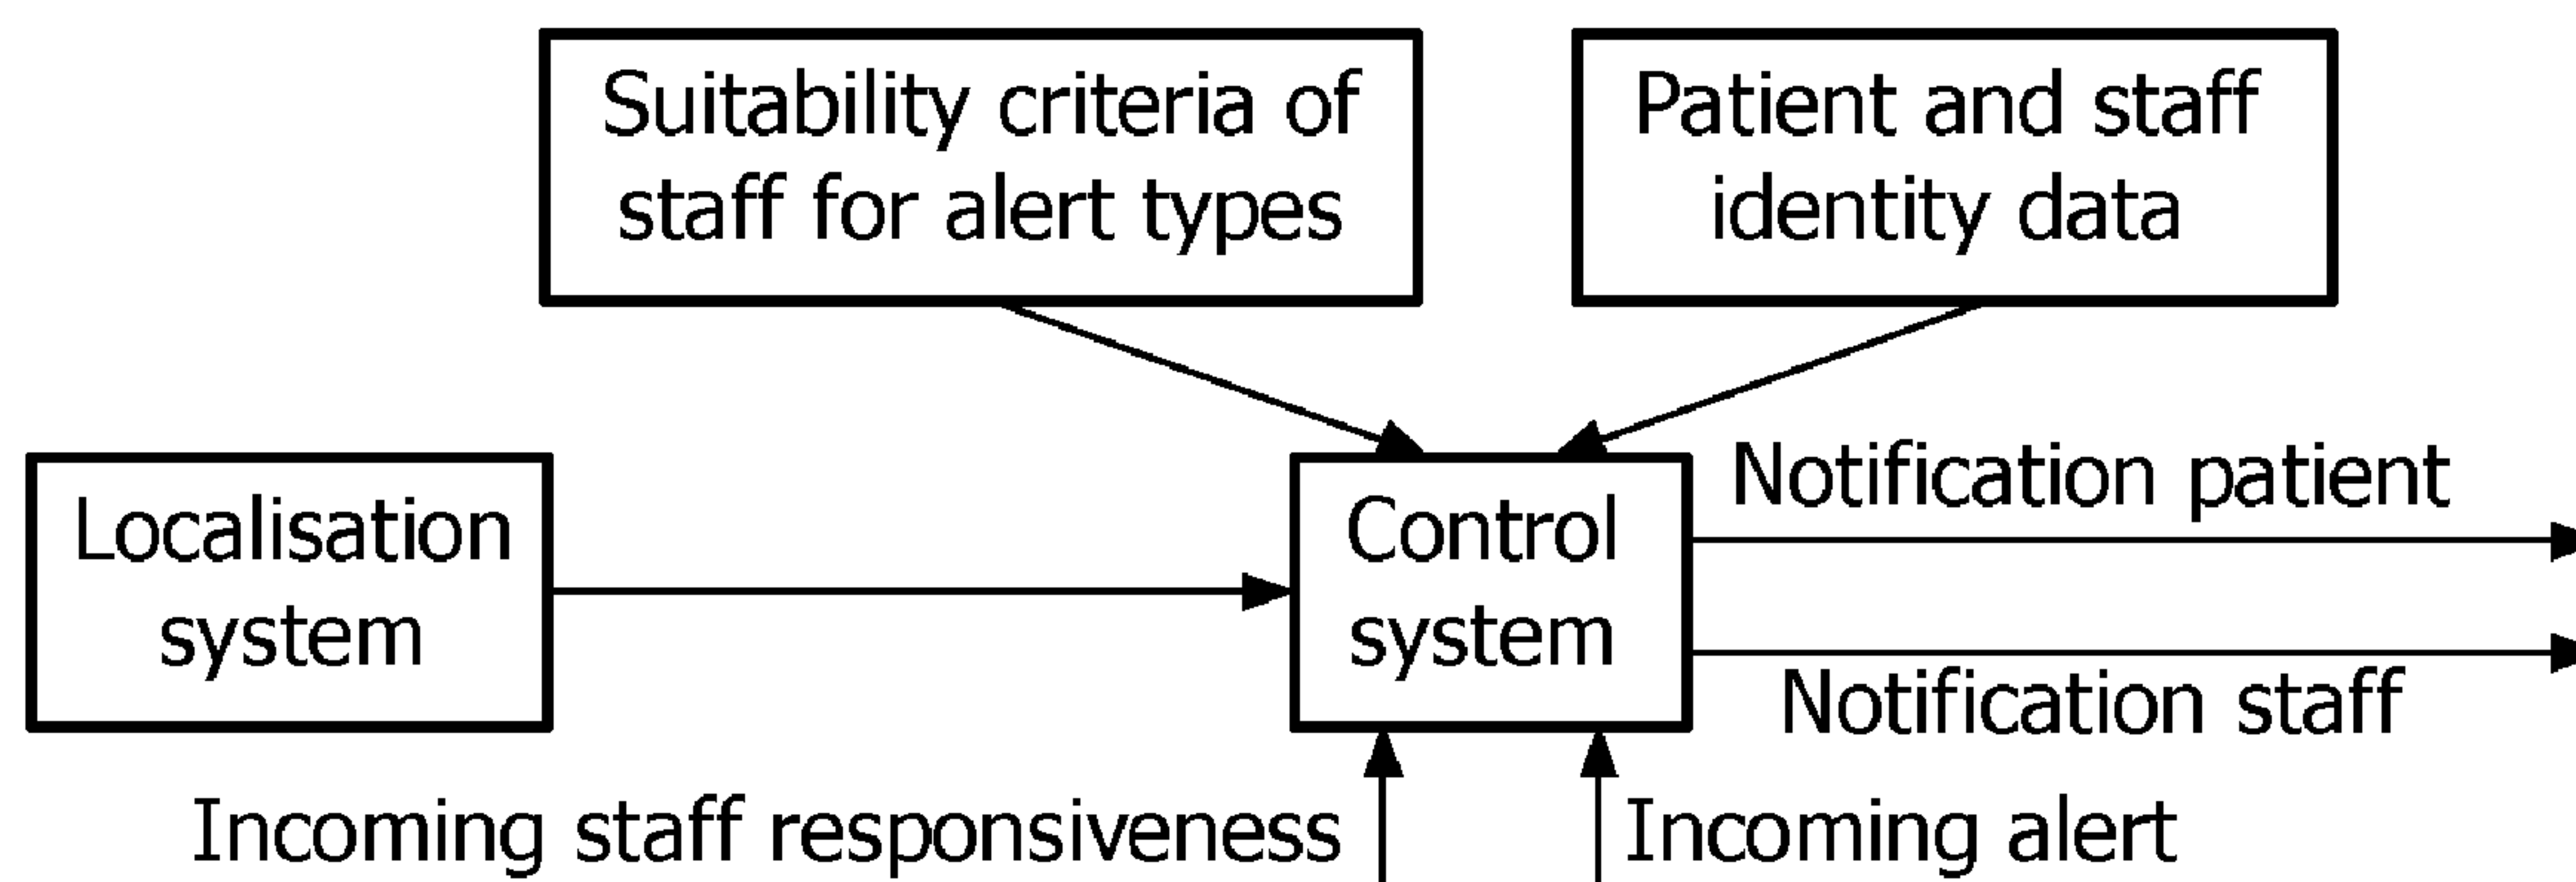 Suitability criteria of
staff for alert types
Patient and staff
identity data
Localisation
system
Control
system
Notification patient
Notification staff
Incoming staff responsiveness
Incoming alert